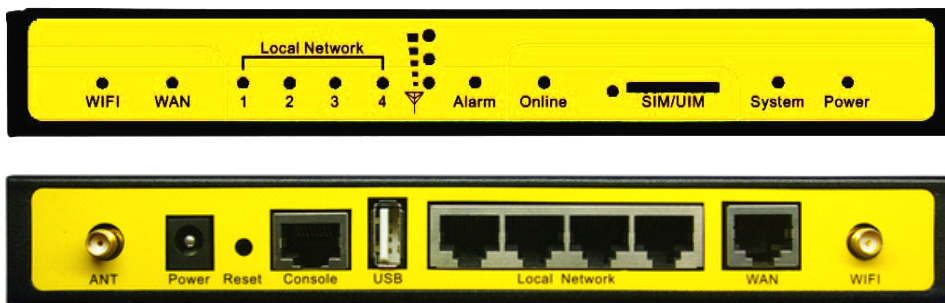 Local Network
WIFI WAN 1 2 3 4 Alarm Online SIM/UIM System Power
ANT Power Reset Console USB Local Network WAN WIFI